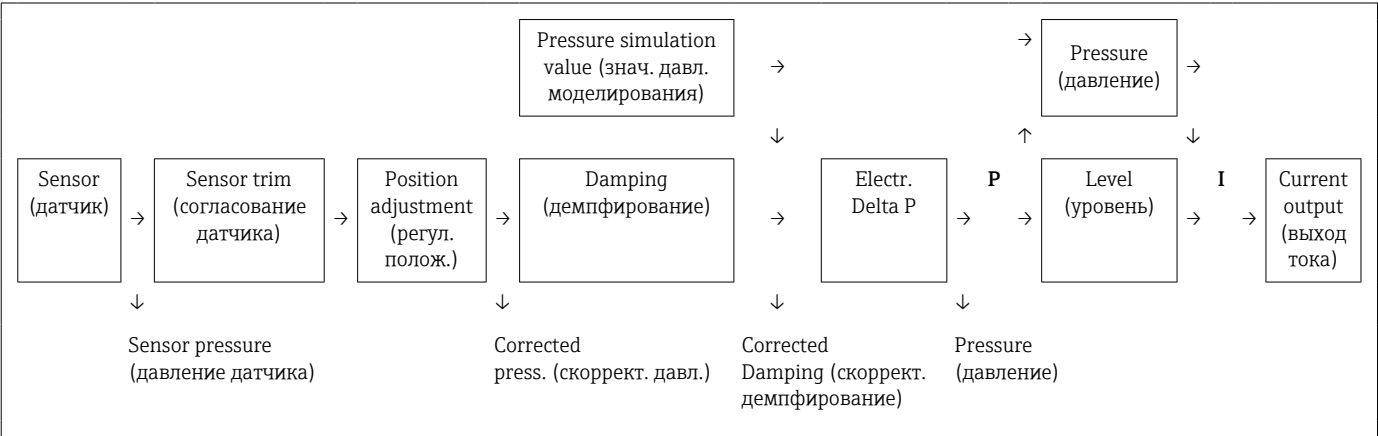 Pressure simulation
value (знач. давл.
моделирования)
→
→
Pressure
(давление)
→
↓
↑
↓
Sensor
(датчик)
→
Sensor trim
(согласование
датчика)
→
Position
adjustment
(регул.
полож.)
→
Damping
(демпфирование)
→
Electr.
Delta P
→
P
→
Level
(уровень)
→
I
→
Current
output
(выход
тока)
↓
↓
↓
↓
Sensor pressure
(давление датчика)
Corrected
press. (скоррект. давл.)
Corrected
Damping (скоррект.
демпфирование)
Pressure
(давление)